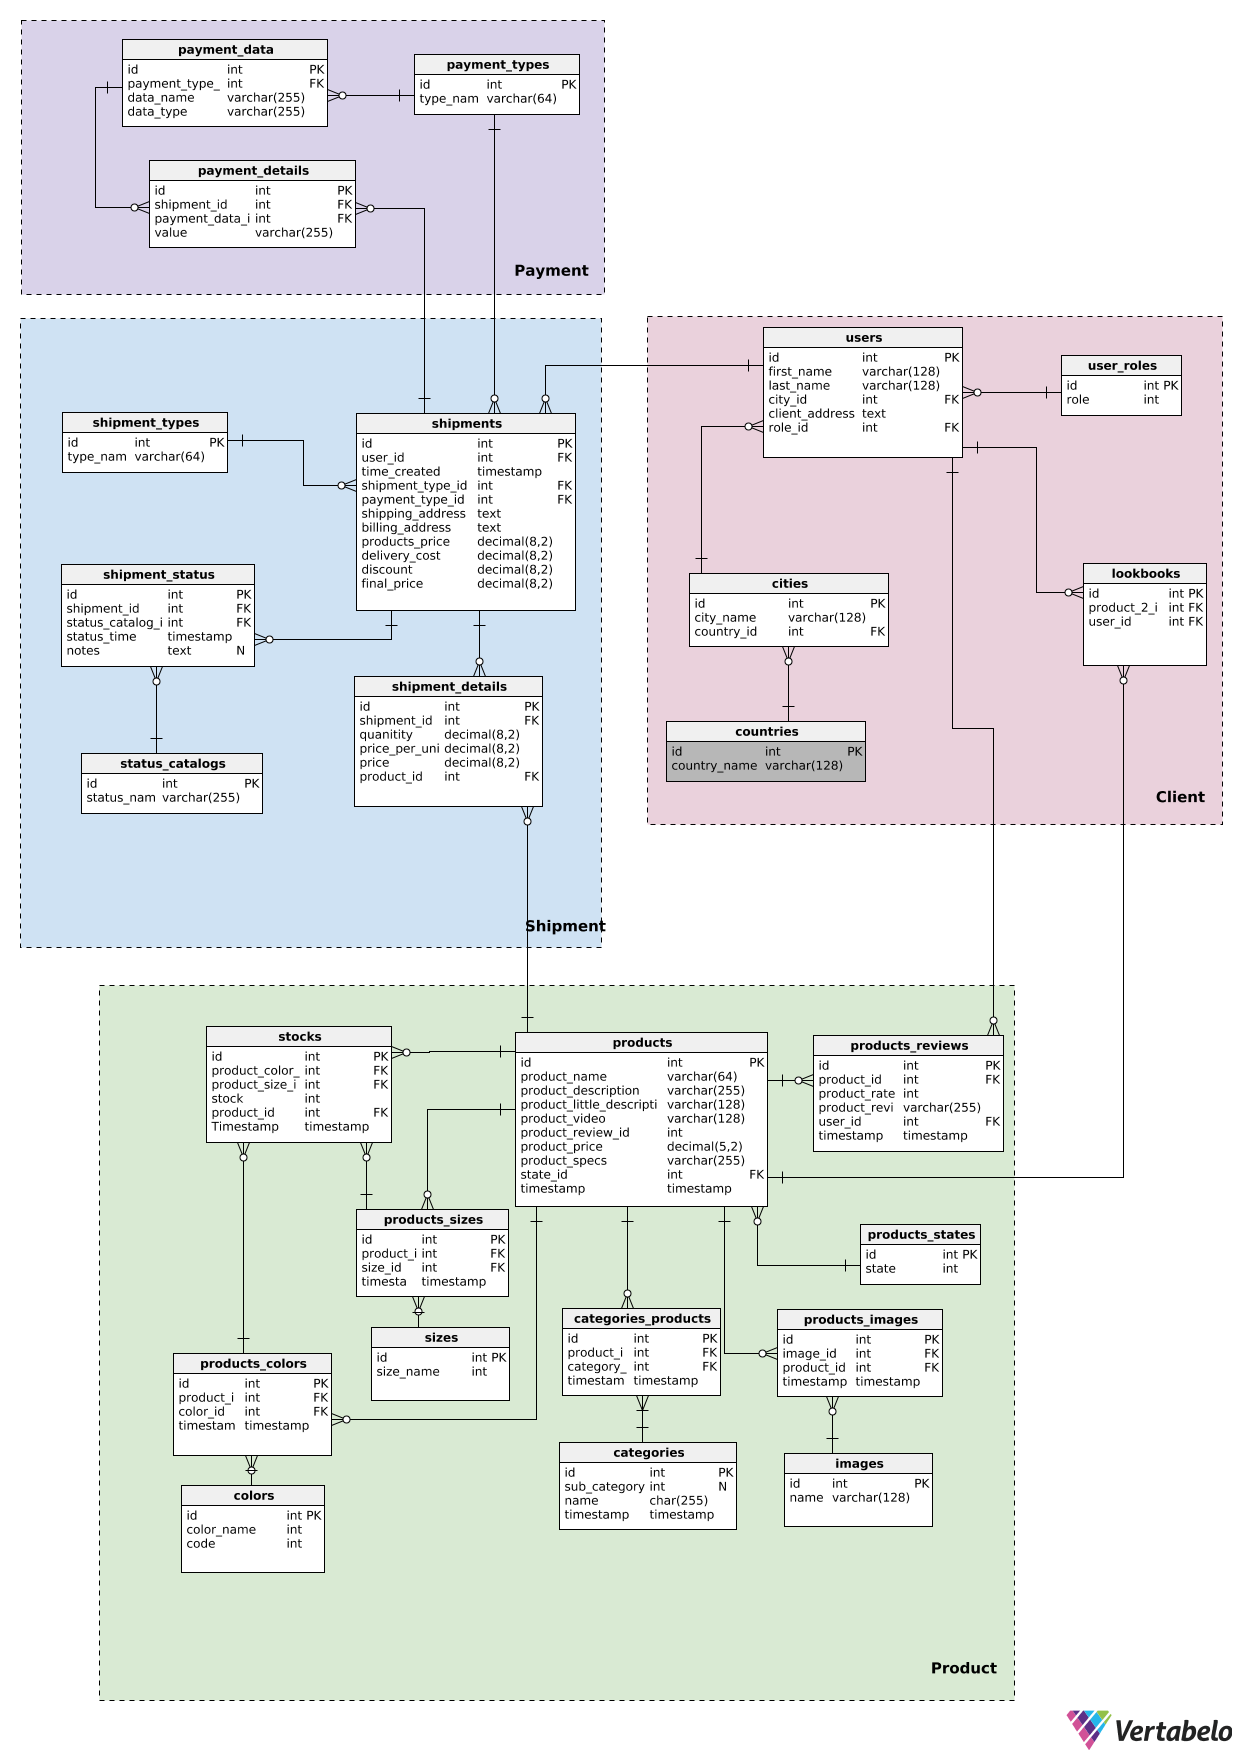 payment_data
id int PK
payment_type_ int FK
data_name varchar(255)
data_type varchar(255)
payment_types
id int PK
type_nam varchar(64)
payment_details
id int PK
shipment_id int FK
payment_data_i int FK
value varchar(255)
Payment
shipment_types
id int PK
type_nam varchar(64)
shipments
id int PK
user_id int FK
time_created timestamp
shipment_type_id int FK
payment_type_id int FK
shipping_address text
billing_address text
products_price decimal(8,2)
delivery_cost decimal(8,2)
discount decimal(8,2)
final_price decimal(8,2)
shipment_status
id int PK
shipment_id int FK
status_catalog_i int FK
status_time timestamp
notes text N
shipment_details
id int PK
shipment_id int FK
quanitity decimal(8,2)
price_per_uni decimal(8,2)
price decimal(8,2)
product_id int FK
status_catalogs
id int PK
status_nam varchar(255)
Shipment
users
id int PK
first_name varchar(128)
last_name varchar(128)
city_id int FK
client_address text
role_id int FK
user_roles
id int PK
role int
cities
id int PK
city_name varchar(128)
country_id int FK
lookbooks
id int PK
product_2_i int FK
user_id int FK
countries
id int PK
country_name varchar(128)
Client
stocks
id int PK
product_color_ int FK
product_size_i int FK
stock int
product_id int FK
Timestamp timestamp
products
id int PK
product_name varchar(64)
product_description varchar(255)
product_little_descripti varchar(128)
product_video varchar(128)
product_review_id int
product_price decimal(5,2)
product_specs varchar(255)
state_id int FK
timestamp timestamp
products_reviews
id int PK
product_id int FK
product_rate int
product_revi varchar(255)
user_id int FK
timestamp timestamp
products_sizes
id int PK
product_i int FK
size_id int FK
timesta timestamp
products_states
id int PK
state int
sizes
id int PK
size_name int
categories_products
id int PK
product_i int FK
category_ int FK
timestam timestamp
products_images
id int PK
image_id int FK
product_id int FK
timestamp timestamp
products_colors
id int PK
product_i int FK
color_id int FK
timestam timestamp
categories
id int PK
sub_category int N
name char(255)
timestamp timestamp
images
id int PK
name varchar(128)
colors
id int PK
color_name int
code int
Product
Vertabelo